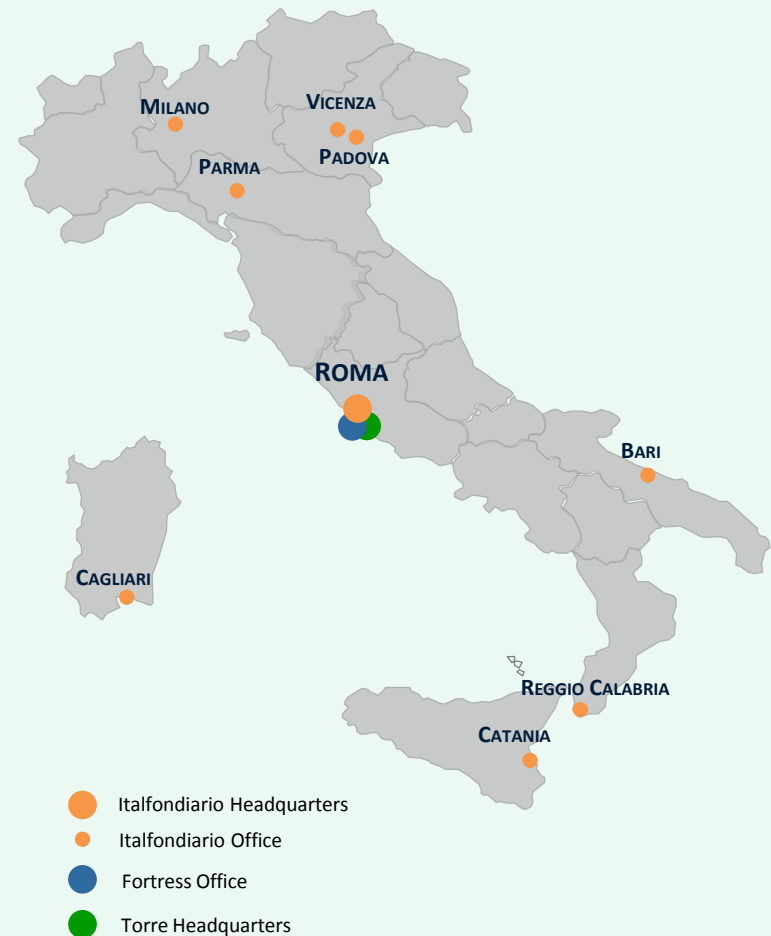 MILANO
VICENZA
PADOVA
PARMA
ROMA
BARI
CAGLIARI
REGGIO CALABRIA
CATANIA
Italfondiario Headquarters
Italfondiario Office
Fortress Office
Torre Headquarters